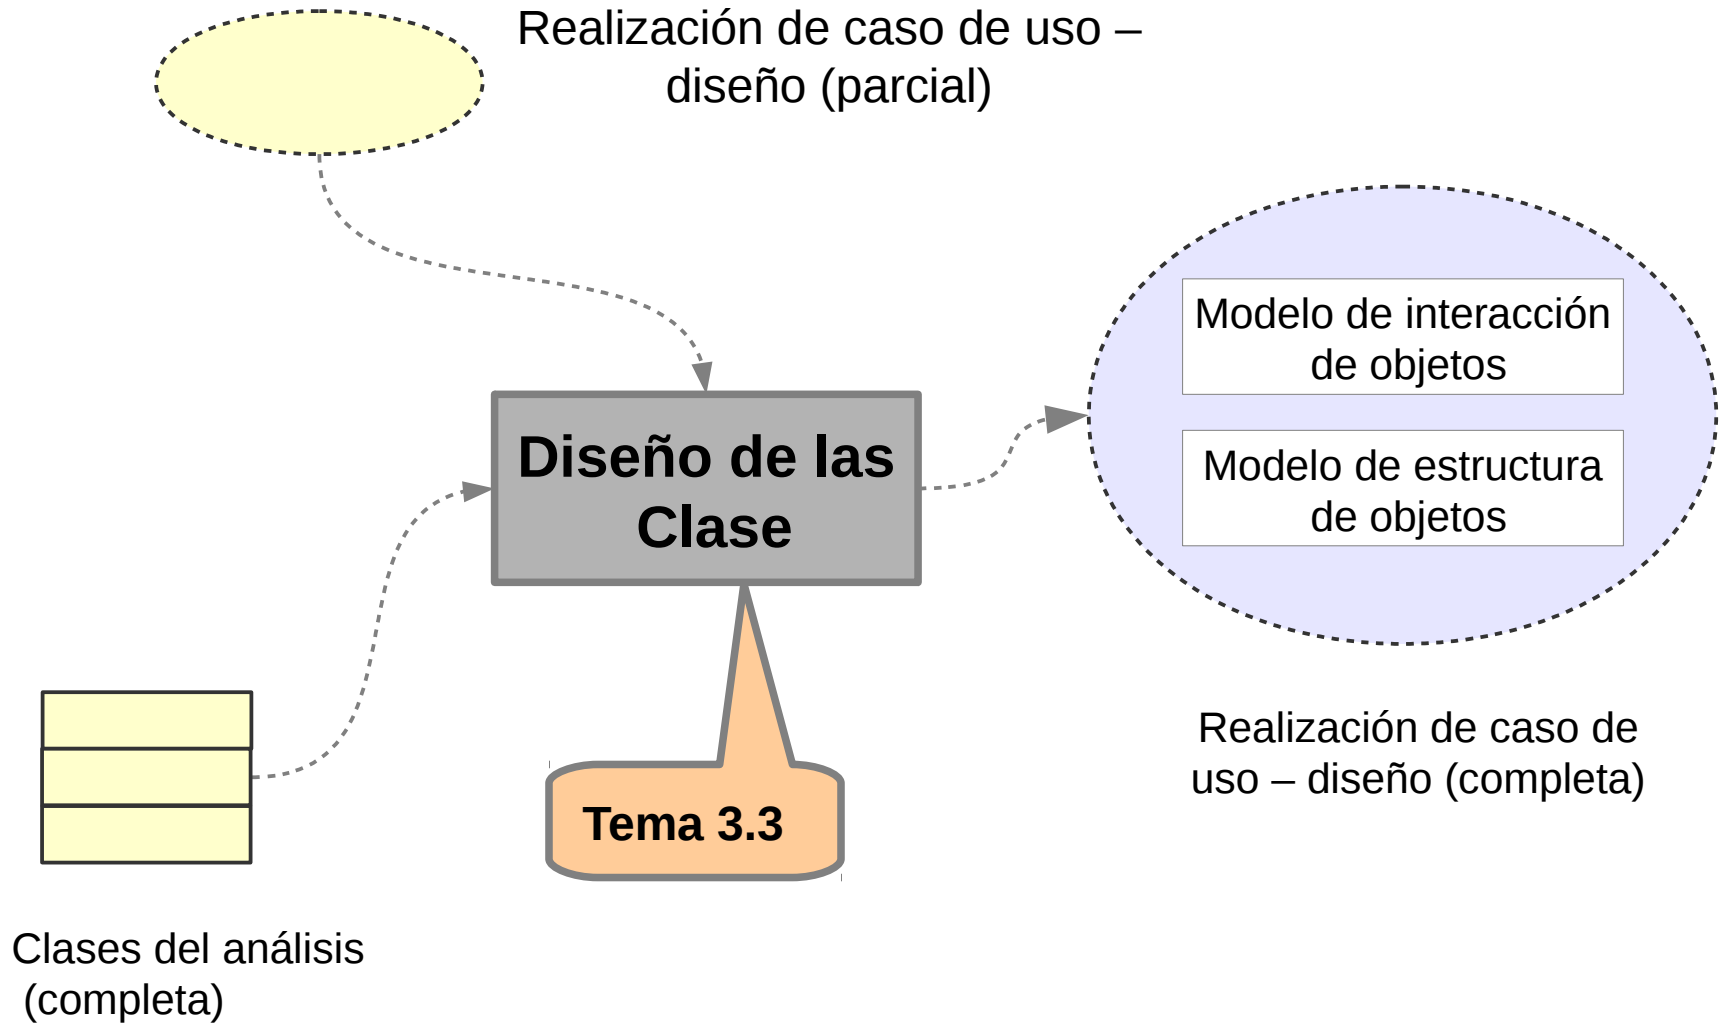 Realización de caso de uso –
diseño (parcial)
Modelo de interacción
de objetos
Diseño de las
Clase
Modelo de estructura
de objetos
Realización de caso de
uso – diseño (completa)
Tema 3.3
Clases del análisis
(completa)